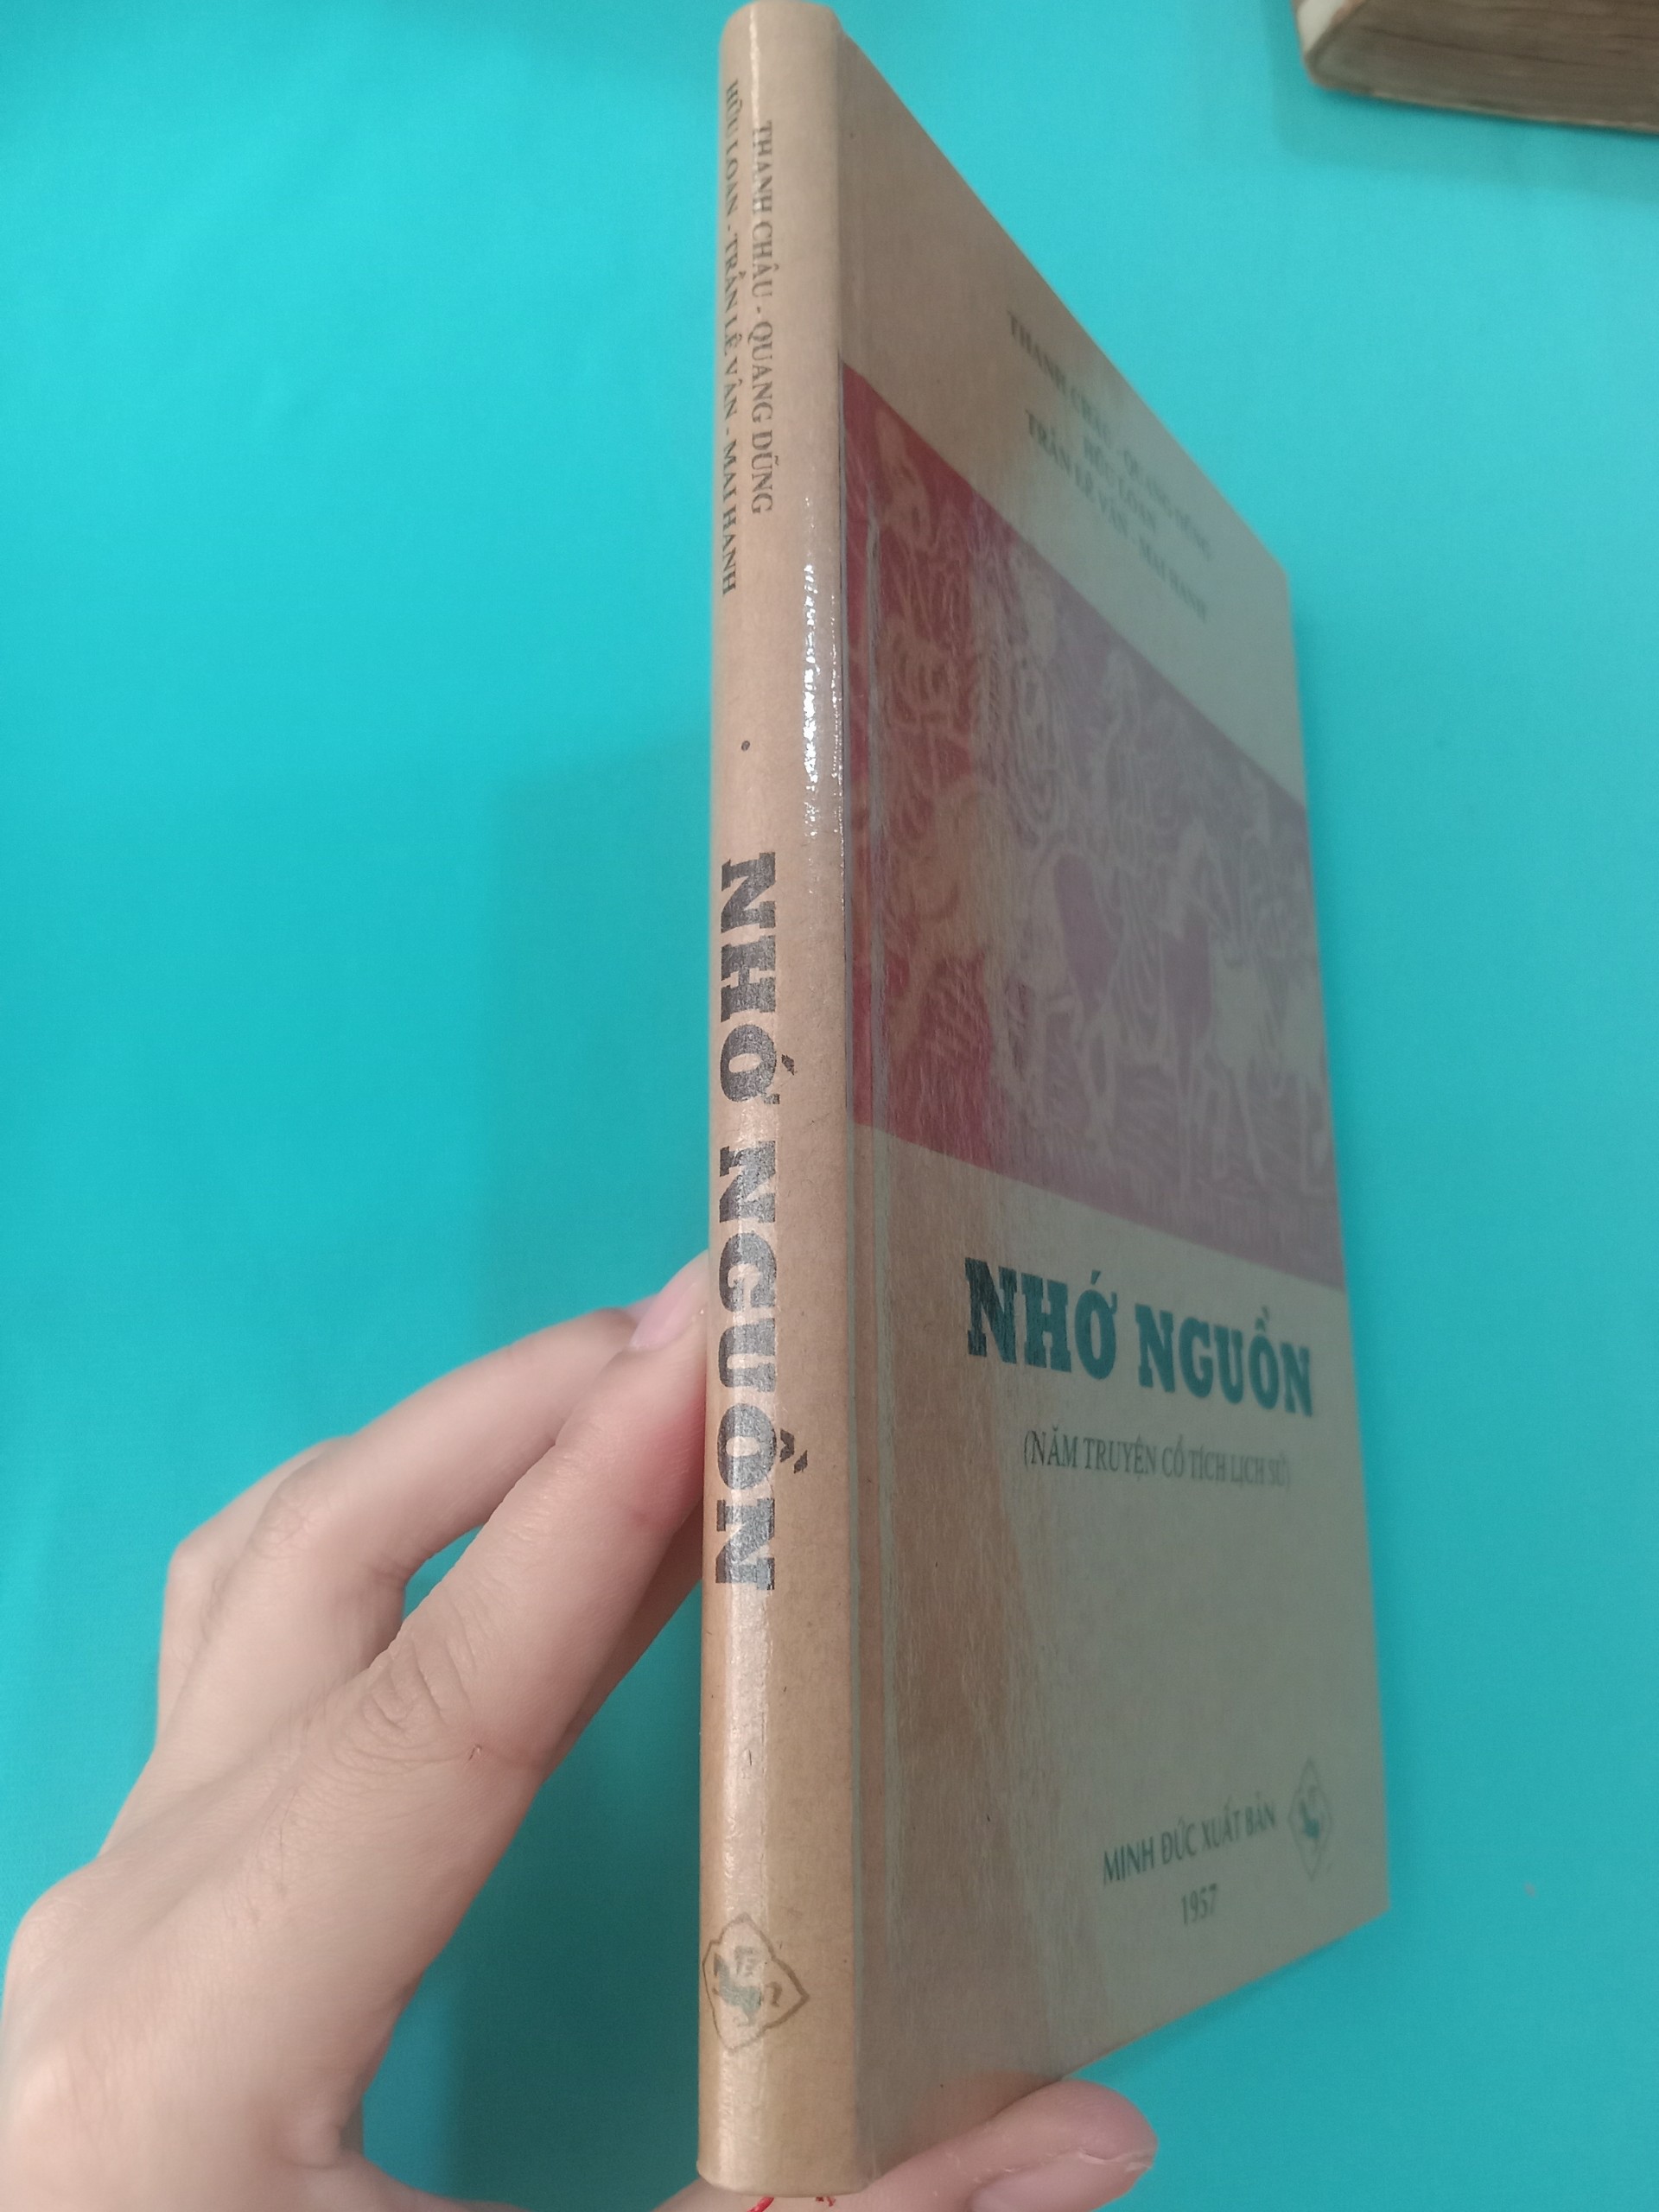 THANH CHÂU - QUANG DŨNG
HỮU LOAN - TRẦN LÊ VĂN - MAI HANH
NHỚ NGUỒN
THANH CHÂU - QUANG DŨNG
HỮU LOAN
TRẦN LÊ VĂN - MAI HANH
NHỚ NGUỒN
(NĂM TRUYỆN CỔ TÍCH LỊCH SỬ)
MINH ĐỨC XUẤT BẢN
1957